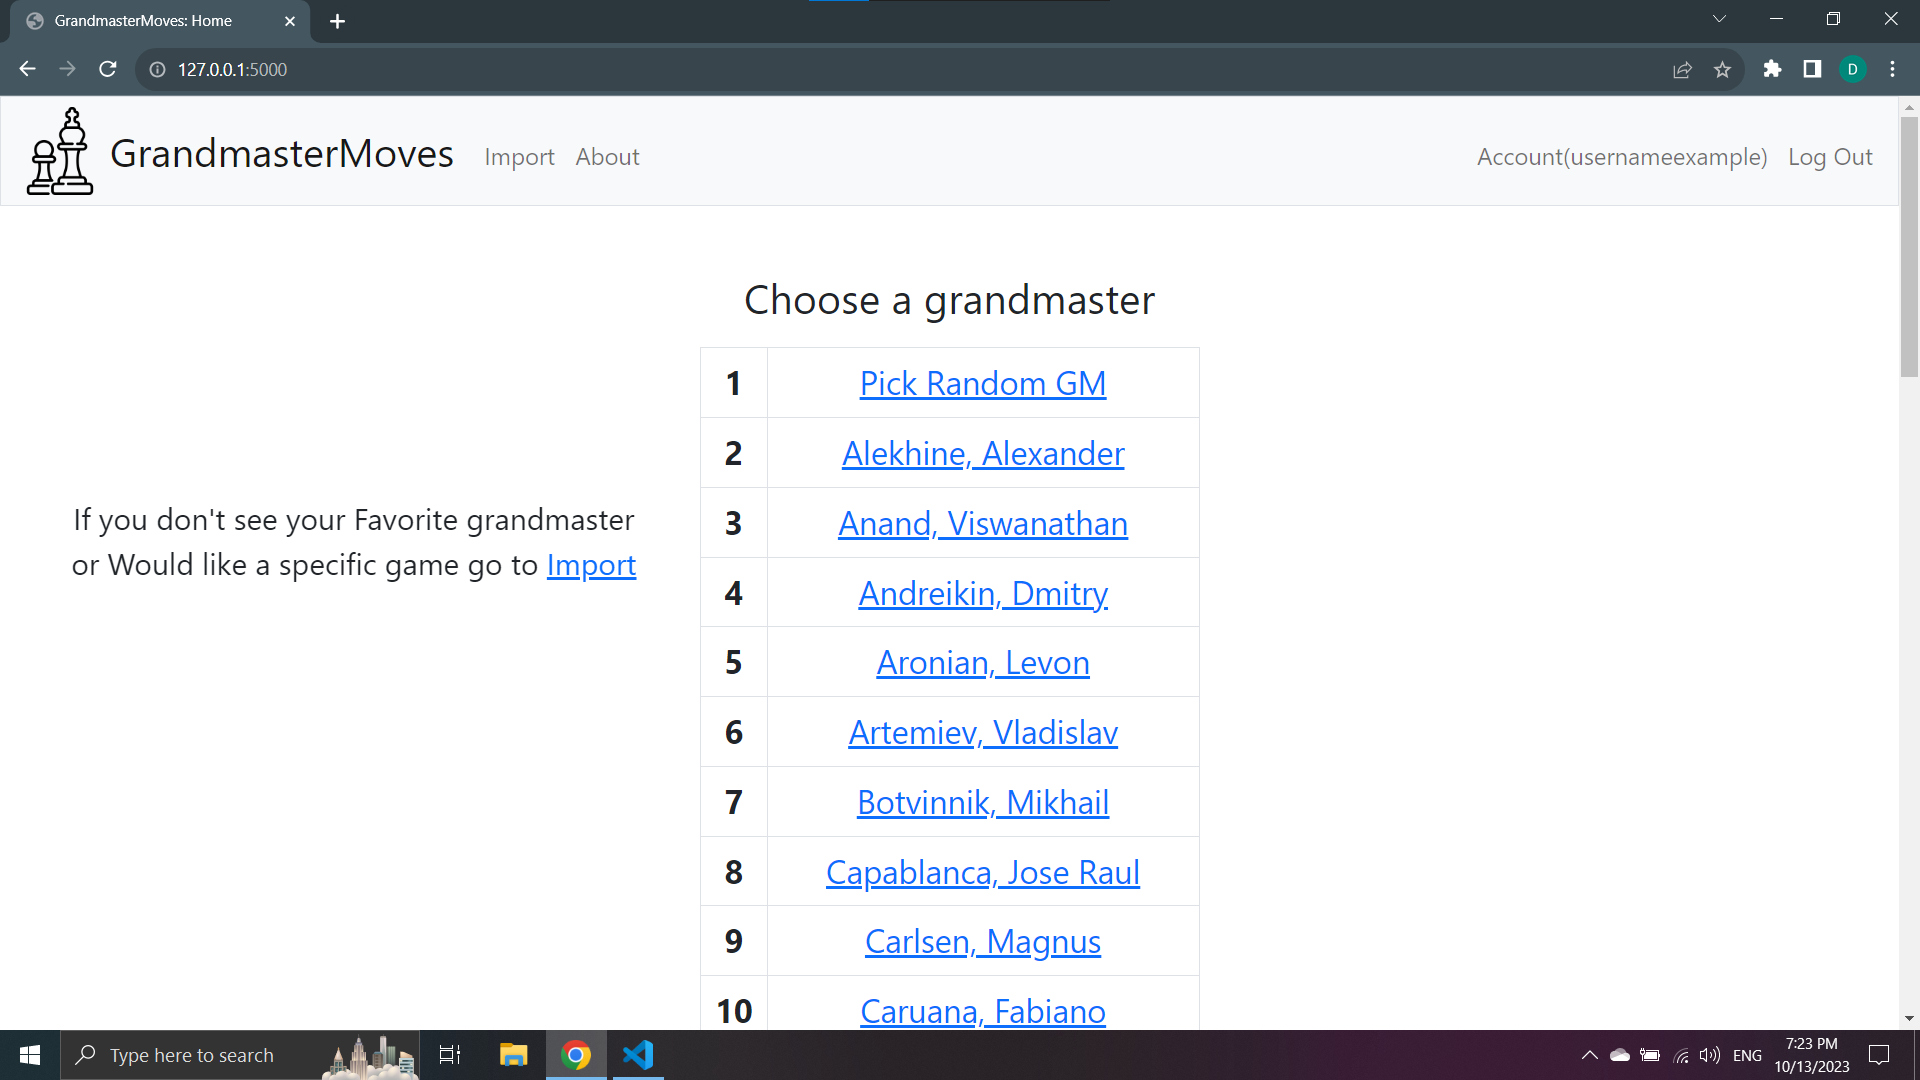 GrandmasterMoves: Home
127.0.0.1:5000
D
GrandmasterMoves Import About Account(usernameexample) Log Out
Choose a grandmaster
1 Pick Random GM
2 Alekhine, Alexander
3 Anand, Viswanathan
4 Andreikin, Dmitry
5 Aronian, Levon
6 Artemiev, Vladislav
7 Botvinnik, Mikhail
8 Capablanca, Jose Raul
9 Carlsen, Magnus
10 Caruana, Fabiano
If you don't see your Favorite grandmaster
or Would like a specific game go to Import
Type here to search
ENG
7:23 PM
10/13/2023